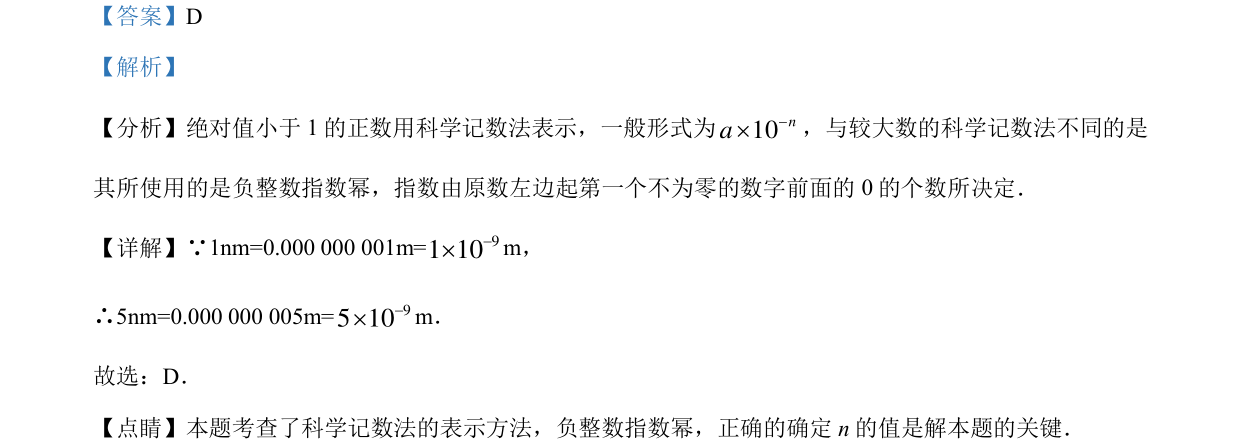 【答案】D
【解析】
【分析】绝对值小于 1 的正数用科学记数法表示，一般形式为 a×10⁻ⁿ，与较大数的科学记数法不同的是
其所使用的是负整数指数幂，指数由原数左边起第一个不为零的数字前面的 0 的个数所决定．
【详解】∵1nm=0.000 000 001m=1×10⁻⁹ m，
∴5nm=0.000 000 005m=5×10⁻⁹ m．
故选：D．
【点睛】本题考查了科学记数法的表示方法，负整数指数幂，正确的确定 n 的值是解本题的关键．